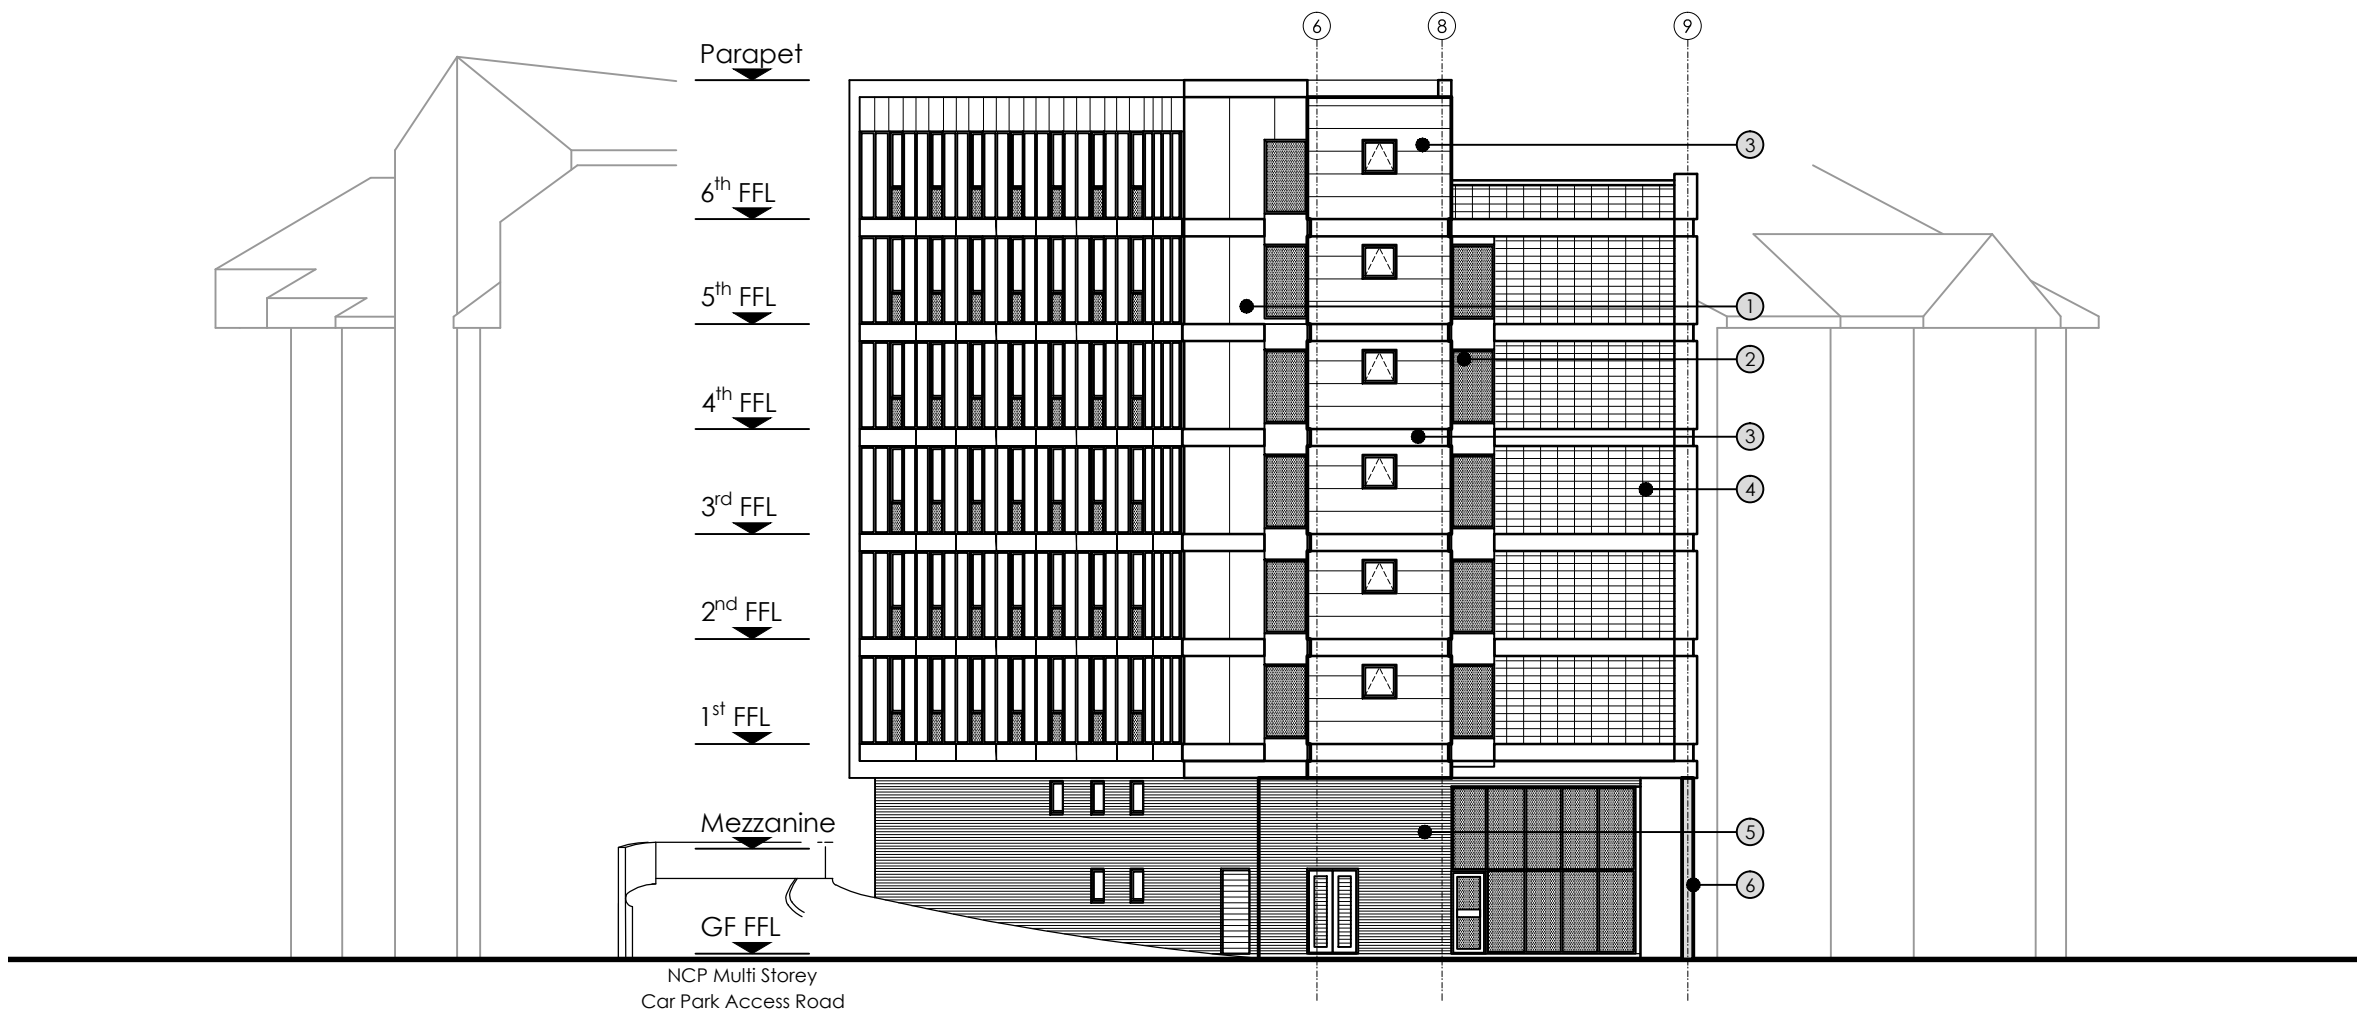 6 8 9
Parapet
3
6th FFL
5th FFL
1
2
4th FFL
3
4
3rd FFL
2nd FFL
1st FFL
Mezzanine
5
6
GF FFL
NCP Multi Storey
Car Park Access Road